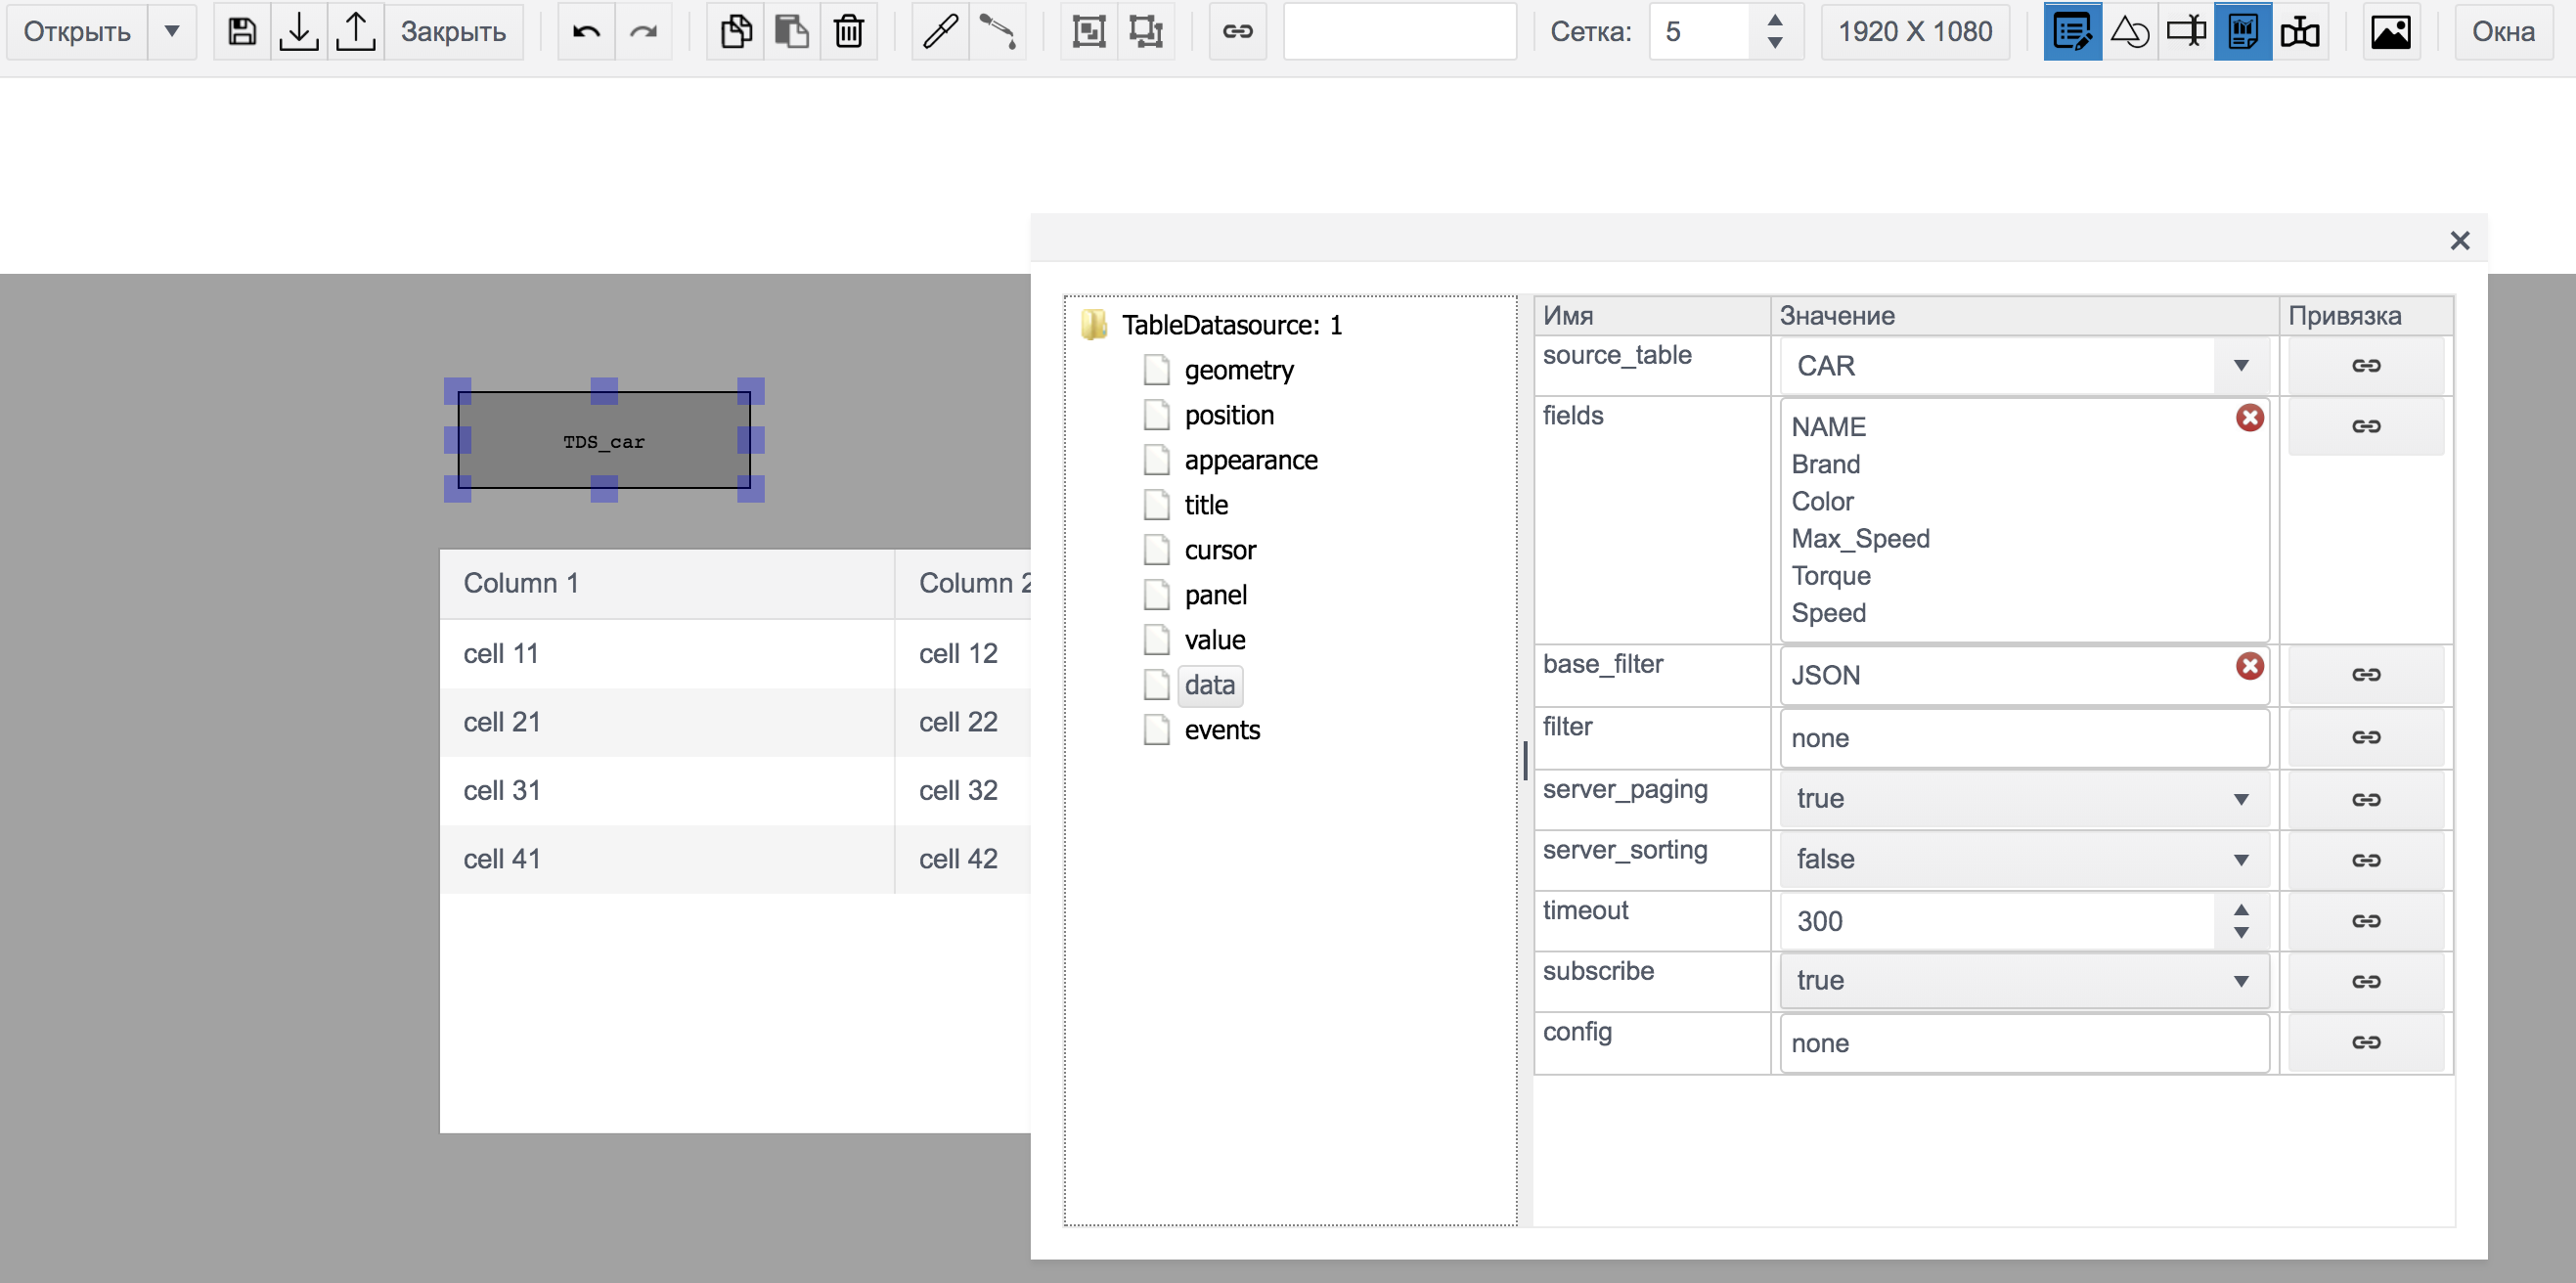 Открыть
Закрыть
Сетка: 5
1920 X 1080
Окна
TDS_car
Column 1 Column 2
cell 11 cell 12
cell 21 cell 22
cell 31 cell 32
cell 41 cell 42
TableDatasource: 1
geometry
position
appearance
title
cursor
panel
value
data
events
Имя Значение Привязка
source_table CAR
fields NAME
Brand
Color
Max_Speed
Torque
Speed
base_filter JSON
filter none
server_paging true
server_sorting false
timeout 300
subscribe true
config none